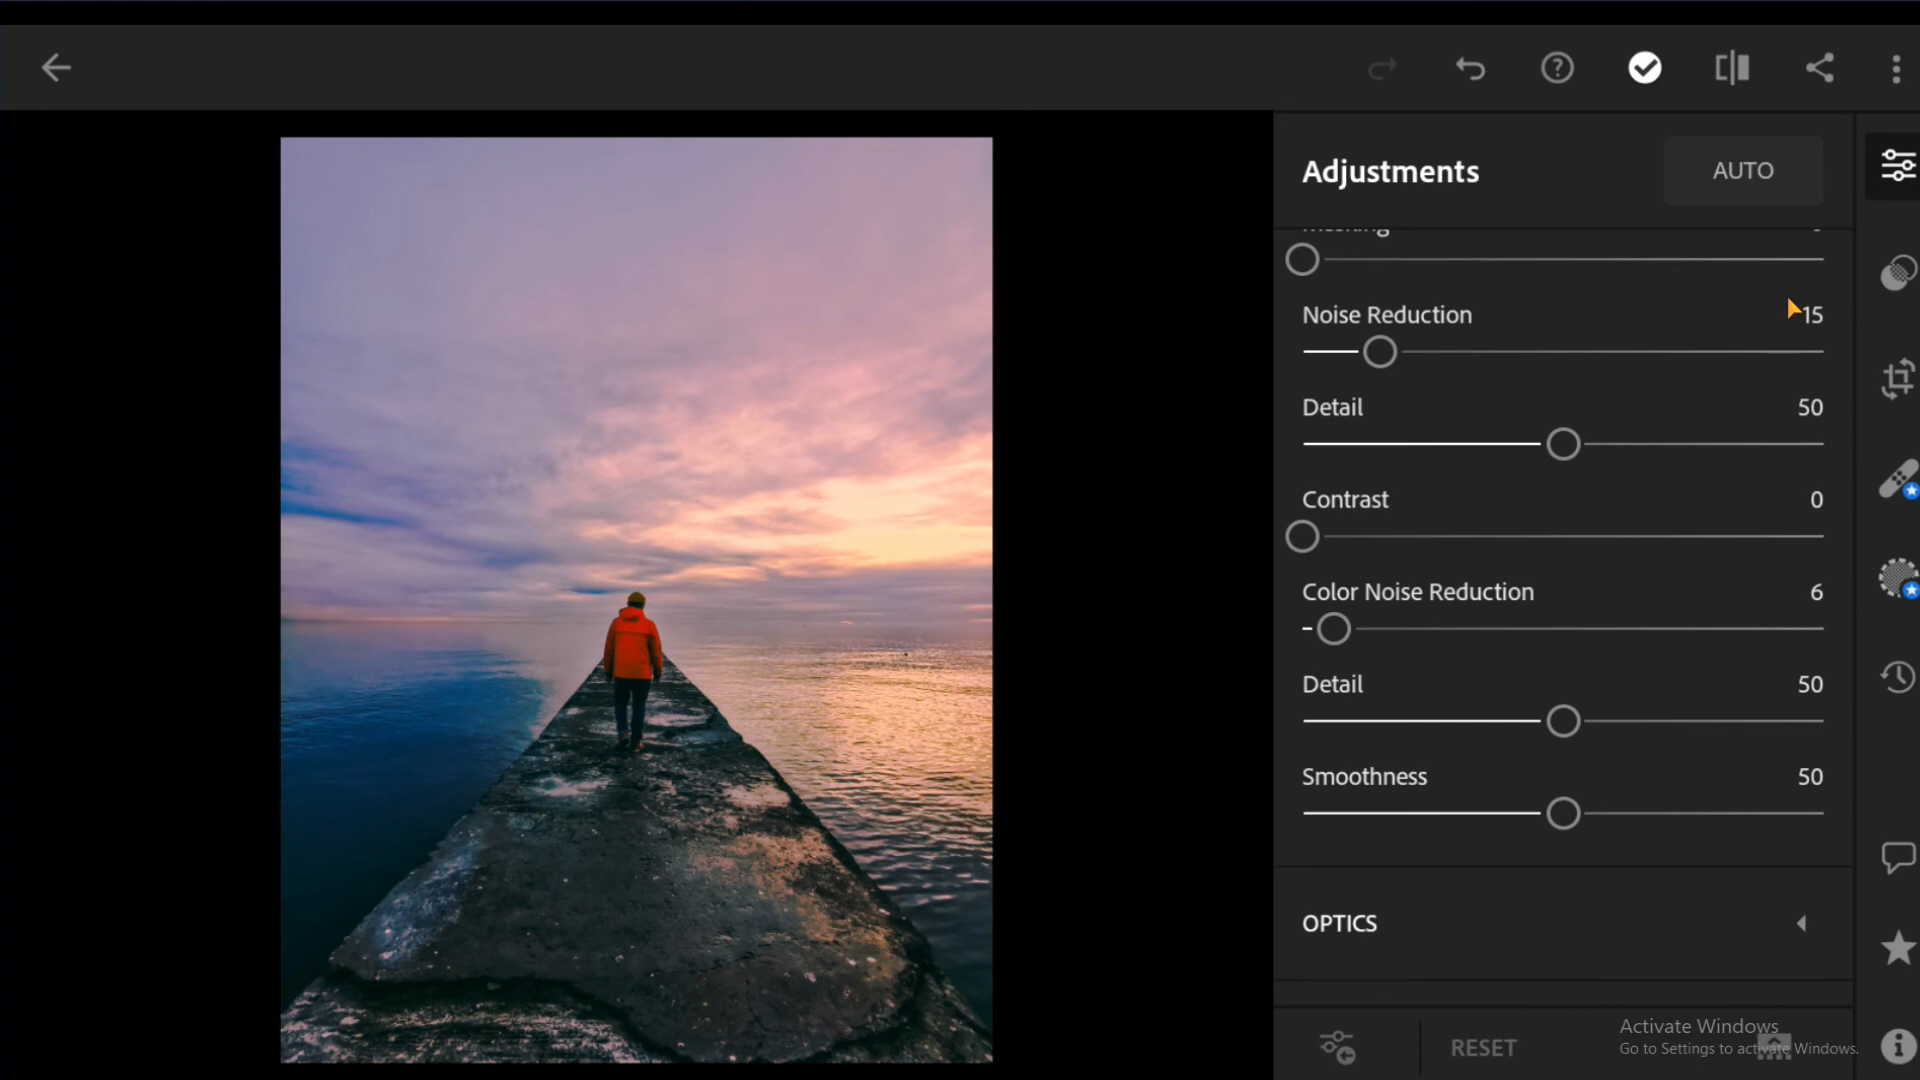 Adjustments
AUTO
Noise Reduction
15
Detail
50
Contrast
0
Color Noise Reduction
6
Detail
50
Smoothness
50
OPTICS
RESET
Activate Windows
Go to Settings to activate Windows.